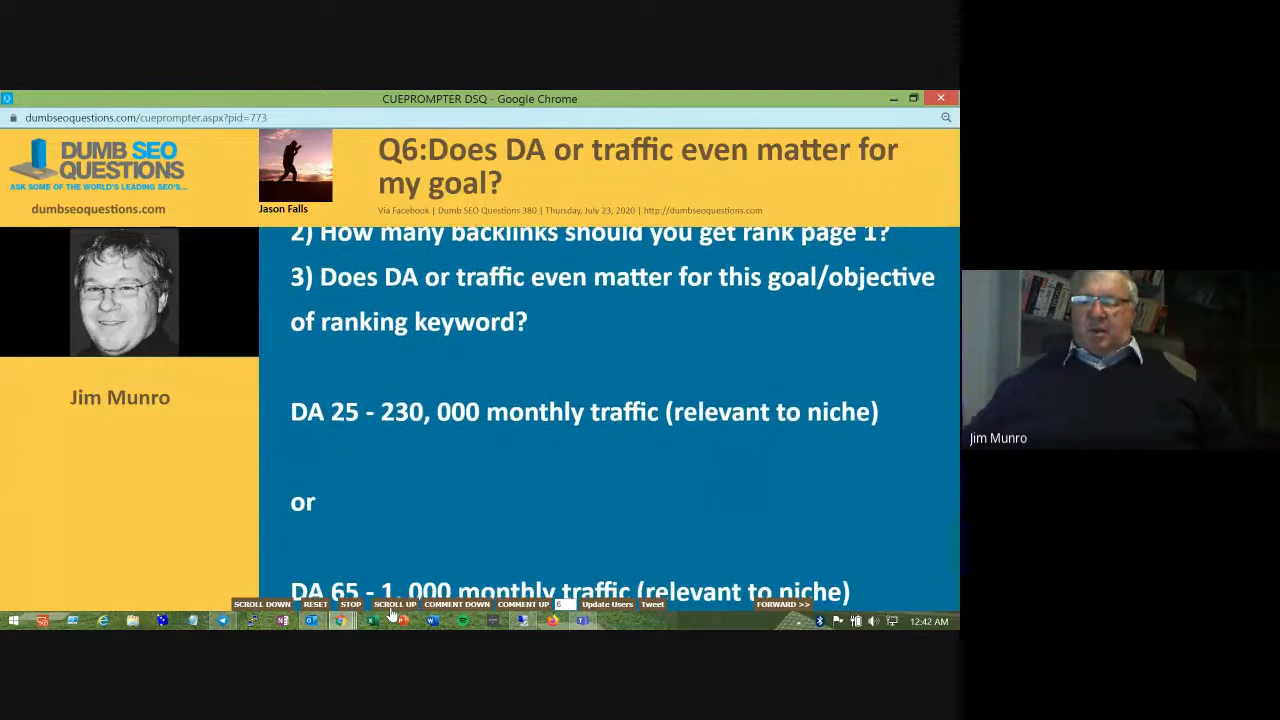 CUEPROMPTER DSQ - Google Chrome
dumbseoquestions.com/cueprompter.aspx?pid=773
DUMB SEO
QUESTIONS
ASK SOME OF THE WORLD'S LEADING SEO'S...
dumbseoquestions.com
Jason Falls
Q6:Does DA or traffic even matter for
my goal?
Via Facebook | Dumb SEO Questions 380 | Thursday, July 23, 2020 | http://dumbseoquestions.com
Jim Munro
2) How many backlinks should you get rank page 1?
3) Does DA or traffic even matter for this goal/objective
of ranking keyword?
DA 25 - 230, 000 monthly traffic (relevant to niche)
or
DA 65 - 1, 000 monthly traffic (relevant to niche)
SCROLL DOWN RESET STOP SCROLL UP COMMENT DOWN COMMENT UP 6 Update Users Tweet FORWARD >>
12:42 AM
Jim Munro